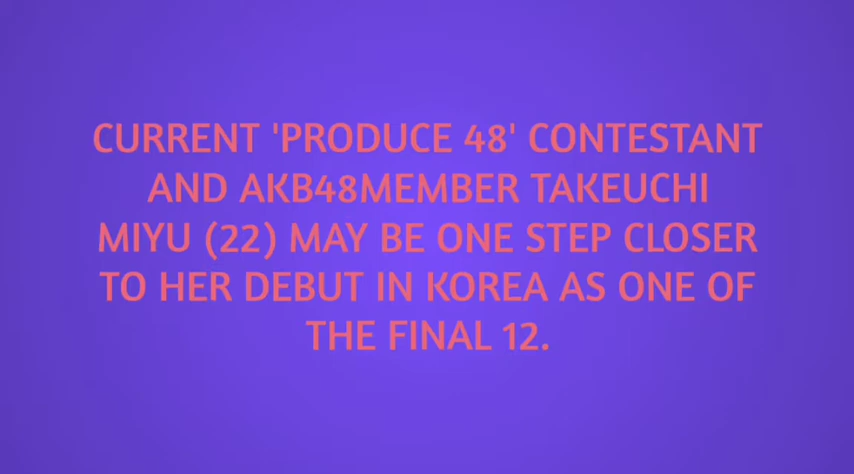 CURRENT 'PRODUCE 48' CONTESTANT
AND AKB48MEMBER TAKEUCHI
MIYU (22) MAY BE ONE STEP CLOSER
TO HER DEBUT IN KOREA AS ONE OF
THE FINAL 12.